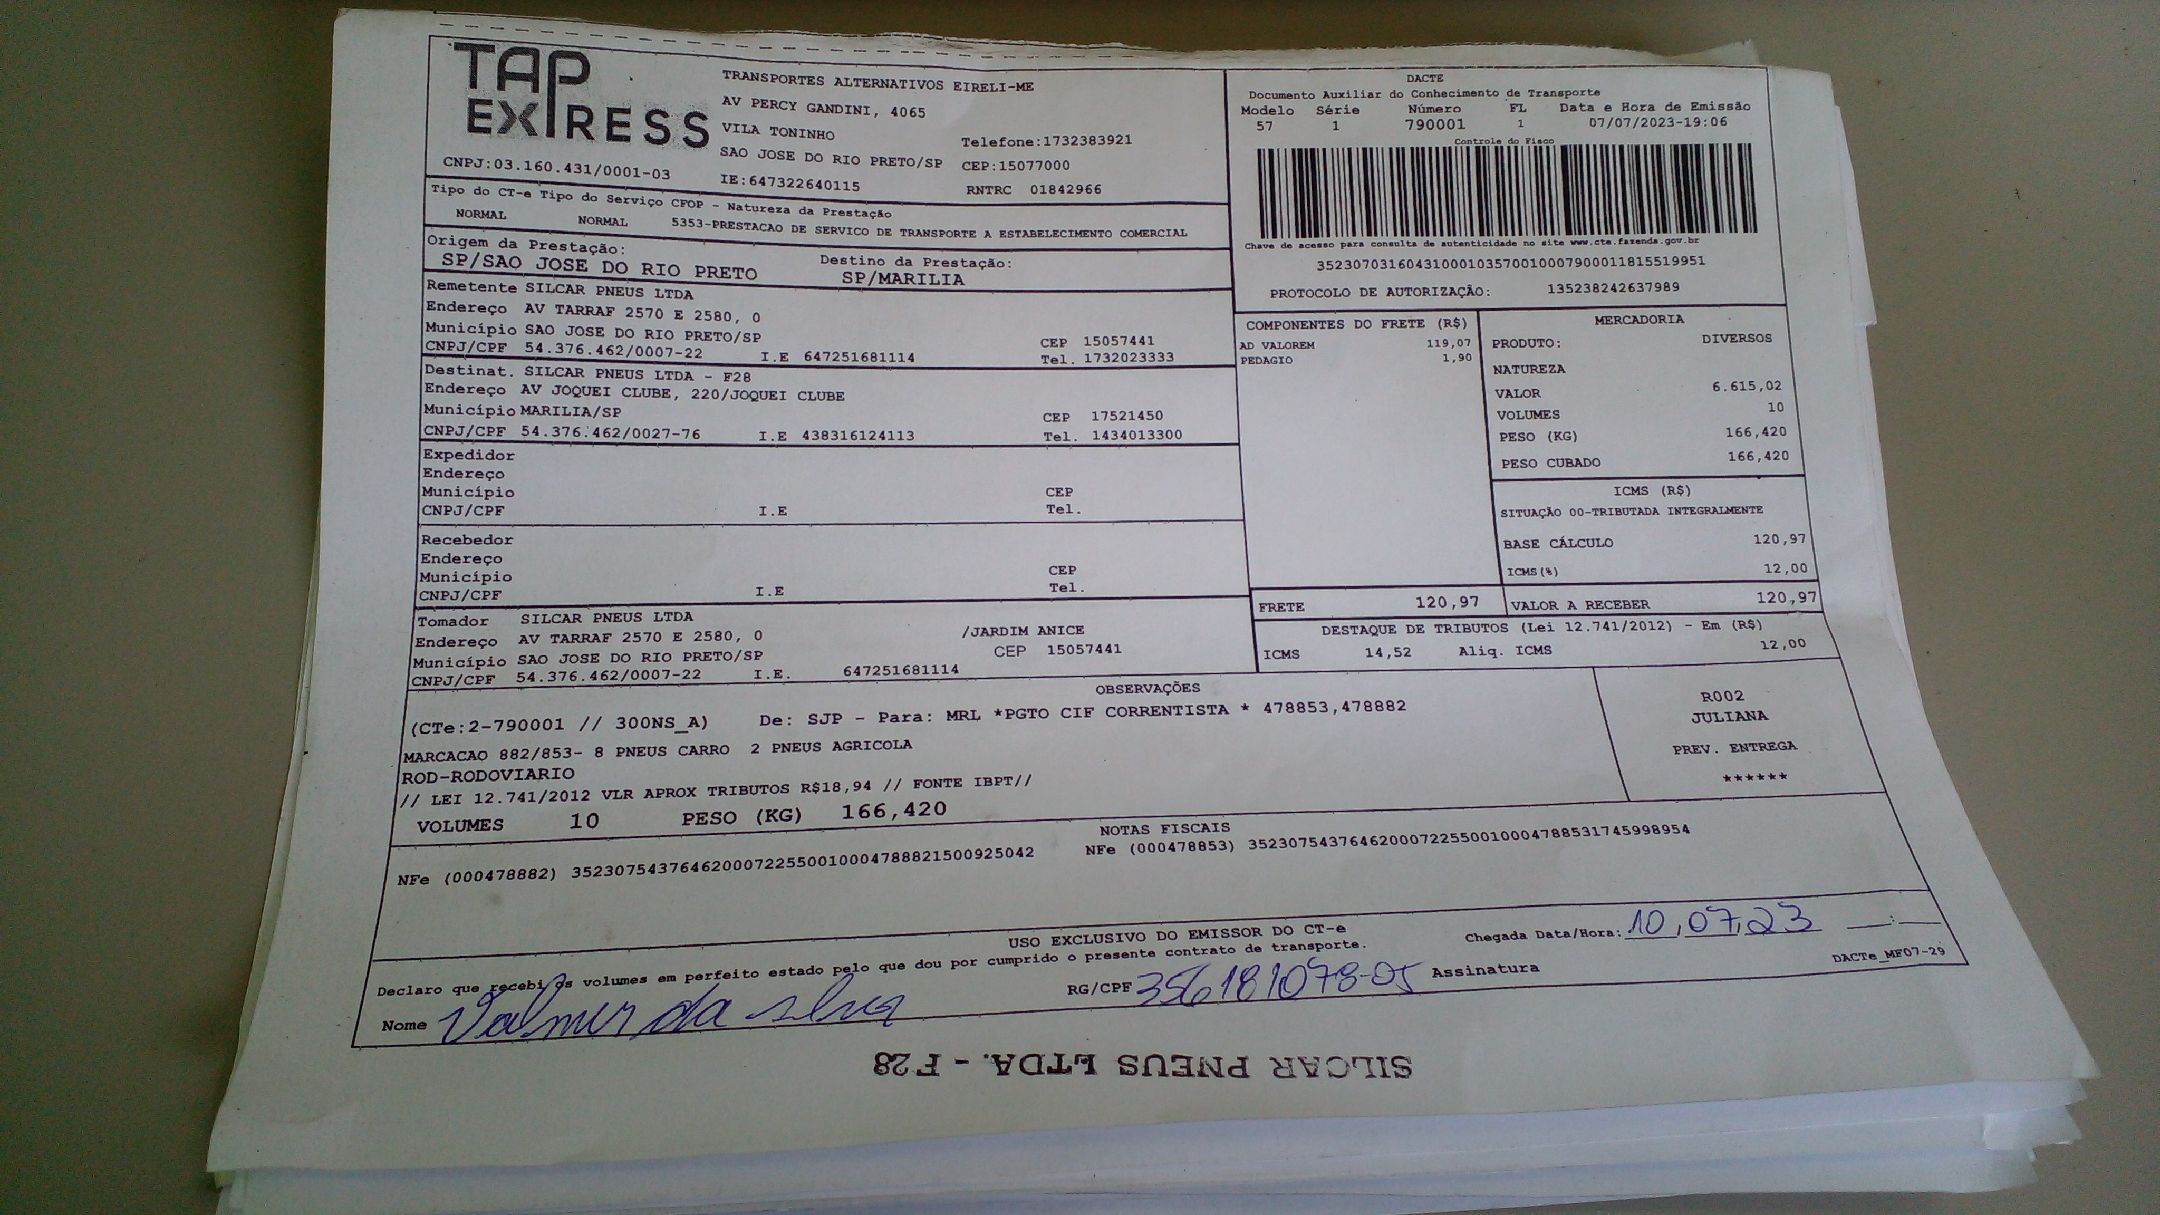 TAP
EXPRESS
CNPJ:03.160.431/0001-03
TRANSPORTES ALTERNATIVOS EIRELI-ME
AV PERCY GANDINI, 4065
VILA TONINHO Telefone:1732383921
SAO JOSE DO RIO PRETO/SP CEP:15077000
IE:647322640115 RNTRC 01842966
DACTE
Documento Auxiliar do Conhecimento de Transporte
Modelo Série Número FL Data e Hora de Emissão
57 1 790001 1 07/07/2023-19:06
Controle do Fisco
Chave de acesso para consulta de autenticidade no site www.cte.fazenda.gov.br
35230703160431000103570010007900011815519951
PROTOCOLO DE AUTORIZAÇÃO: 135238242637989
Tipo do CT-e Tipo do Serviço CFOP - Natureza da Prestação
NORMAL NORMAL 5353-PRESTACAO DE SERVICO DE TRANSPORTE A ESTABELECIMENTO COMERCIAL
Origem da Prestação: Destino da Prestação:
SP/SAO JOSE DO RIO PRETO SP/MARILIA
Remetente SILCAR PNEUS LTDA
Endereço AV TARRAF 2570 E 2580, 0
Município SAO JOSE DO RIO PRETO/SP CEP 15057441
CNPJ/CPF 54.376.462/0007-22 I.E 647251681114 Tel. 1732023333
Destinat. SILCAR PNEUS LTDA - F28
Endereço AV JOQUEI CLUBE, 220/JOQUEI CLUBE
Município MARILIA/SP CEP 17521450
CNPJ/CPF 54.376.462/0027-76 I.E 438316124113 Tel. 1434013300
Expedidor
Endereço
Município CEP
CNPJ/CPF I.E Tel.
Recebedor
Endereço
Município CEP
CNPJ/CPF I.E Tel.
Tomador SILCAR PNEUS LTDA
Endereço AV TARRAF 2570 E 2580, 0 /JARDIM ANICE
Município SAO JOSE DO RIO PRETO/SP CEP 15057441
CNPJ/CPF 54.376.462/0007-22 I.E. 647251681114
COMPONENTES DO FRETE (R$)
AD VALOREM 119,07
PEDAGIO 1,90
MERCADORIA
PRODUTO: DIVERSOS
NATUREZA
VALOR 6.615,02
VOLUMES 10
PESO (KG) 166,420
PESO CUBADO 166,420
ICMS (R$)
SITUAÇÃO 00-TRIBUTADA INTEGRALMENTE
BASE CÁLCULO 120,97
ICMS(%) 12,00
FRETE 120,97 VALOR A RECEBER 120,97
DESTAQUE DE TRIBUTOS (Lei 12.741/2012) - Em (R$)
ICMS 14,52 Aliq. ICMS 12,00
OBSERVAÇÕES
(CTe:2-790001 // 300NS_A) De: SJP - Para: MRL *PGTO CIF CORRENTISTA * 478853,478882
MARCACAO 882/853- 8 PNEUS CARRO 2 PNEUS AGRICOLA
ROD-RODOVIARIO
// LEI 12.741/2012 VLR APROX TRIBUTOS R$18,94 // FONTE IBPT//
VOLUMES 10 PESO (KG) 166,420
R002
JULIANA
PREV. ENTREGA
******
NOTAS FISCAIS
NFe (000478882) 35230754376462000722550010004788821500925042 NFe (000478853) 35230754376462000722550010004788531745998954
USO EXCLUSIVO DO EMISSOR DO CT-e
Declaro que recebi os volumes em perfeito estado pelo que dou por cumprido o presente contrato de transporte.
Chegada Data/Hora: 10,07,23 __:__
DACTe_MF07-29
Nome Valmir da silva RG/CPF 356181078-05 Assinatura
SILCAR PNEUS LTDA. - F28